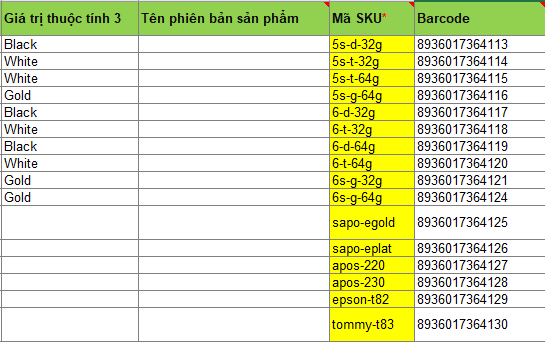 Giá trị thuộc tính 3 Tên phiên bản sản phẩm Mã SKU* Barcode
Black 5s-d-32g 8936017364113
White 5s-t-32g 8936017364114
White 5s-t-64g 8936017364115
Gold 5s-g-64g 8936017364116
Black 6-d-32g 8936017364117
White 6-t-32g 8936017364118
Black 6-d-64g 8936017364119
White 6-t-64g 8936017364120
Gold 6s-g-32g 8936017364121
Gold 6s-g-64g 8936017364124
sapo-egold 8936017364125
sapo-eplat 8936017364126
apos-220 8936017364127
apos-230 8936017364128
epson-t82 8936017364129
tommy-t83 8936017364130